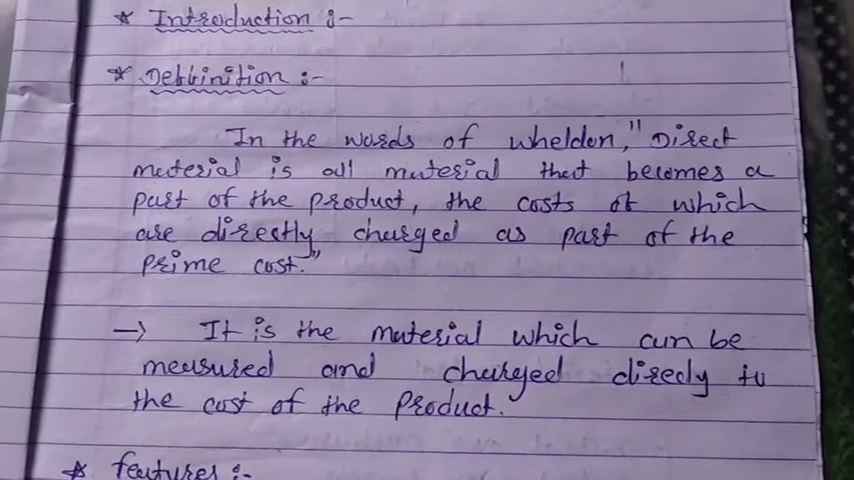 * Introduction :-
* Definition :-
In the words of wheldon, "Direct
material is all material that becomes a
part of the product, the costs of which
are directly charged as part of the
prime cost."
-> It is the material which can be
measured and charged direcly to
the cost of the Product.
* features :-